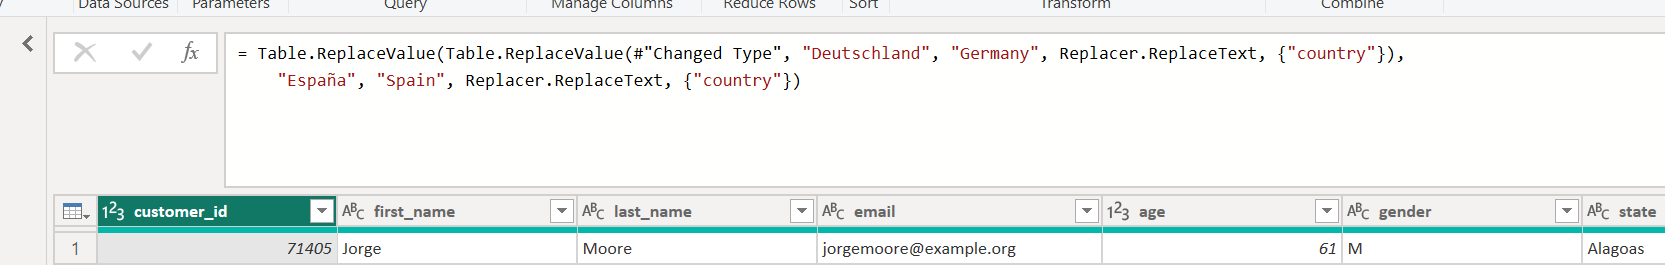 Data Sources Parameters Query Manage Columns Reduce Rows Sort Transform Combine
fx = Table.ReplaceValue(Table.ReplaceValue(#"Changed Type", "Deutschland", "Germany", Replacer.ReplaceText, {"country"}),
"España", "Spain", Replacer.ReplaceText, {"country"})
123 customer_id ABC first_name ABC last_name ABC email 123 age ABC gender ABC state
1 71405 Jorge Moore jorgemoore@example.org 61 M Alagoas